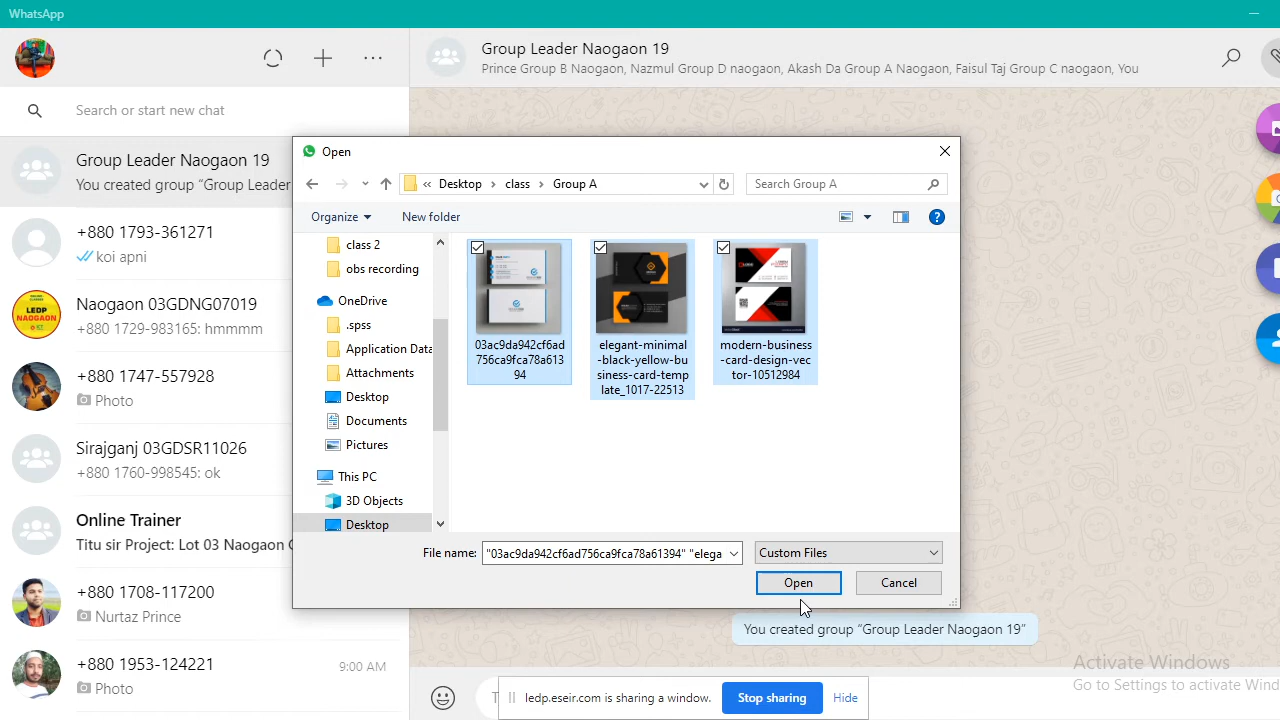 WhatsApp
Group Leader Naogaon 19
Prince Group B Naogaon, Nazmul Group D naogaon, Akash Da Group A Naogaon, Faisul Taj Group C naogaon, You
Search or start new chat
Group Leader Naogaon 19
You created group “Group Leader
+880 1793-361271
koi apni
Naogaon 03GDNG07019
+880 1729-983165: hmmmm
+880 1747-557928
Photo
Sirajganj 03GDSR11026
+880 1760-998545: ok
Online Trainer
Titu sir Project: Lot 03 Naogaon
+880 1708-117200
Nurtaz Prince
+880 1953-124221
9:00 AM
Photo
Open
« Desktop > class > Group A
Search Group A
Organize
New folder
class 2
obs recording
OneDrive
.spss
Application Data
Attachments
Desktop
Documents
Pictures
This PC
3D Objects
Desktop
03ac9da942cf6ad
756ca9fca78a613
94
elegant-minimal
-black-yellow-bu
siness-card-temp
late_1017-22513
modern-business
-card-design-vec
tor-10512984
File name:
"03ac9da942cf6ad756ca9fca78a61394" "elega
Custom Files
Open
Cancel
You created group “Group Leader Naogaon 19”
Activate Windows
Go to Settings to activate Wind
ledp.eseir.com is sharing a window.
Stop sharing
Hide